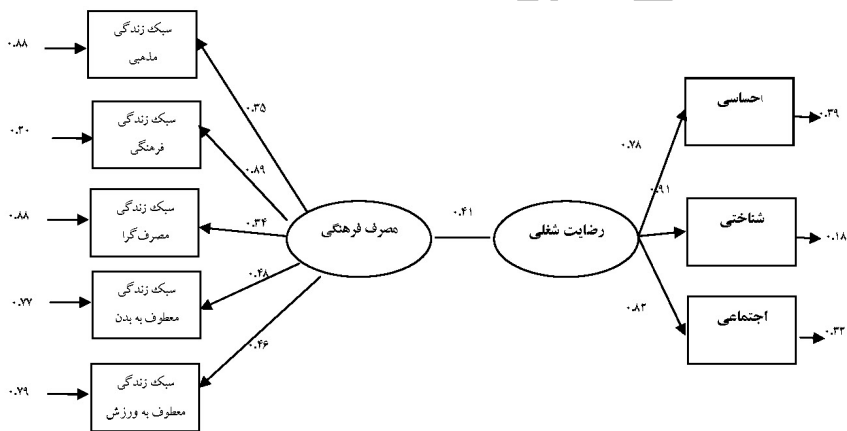 احساسی
۰.۳۹
شناختی
۰.۱۸
اجتماعی
۰.۳۳
۰.۷۸
۰.۹۱
۰.۸۲
رضایت شغلی
۰.۴۱
مصرف فرهنگی
۰.۳۵
۰.۸۹
۰.۳۴
۰.۴۸
۰.۴۶
سبک زندگی
مذهبی
۰.۸۸
سبک زندگی
فرهنگی
۰.۲۰
سبک زندگی
مصرف گرا
۰.۸۸
سبک زندگی
معطوف به بدن
۰.۷۷
سبک زندگی
معطوف به ورزش
۰.۷۹